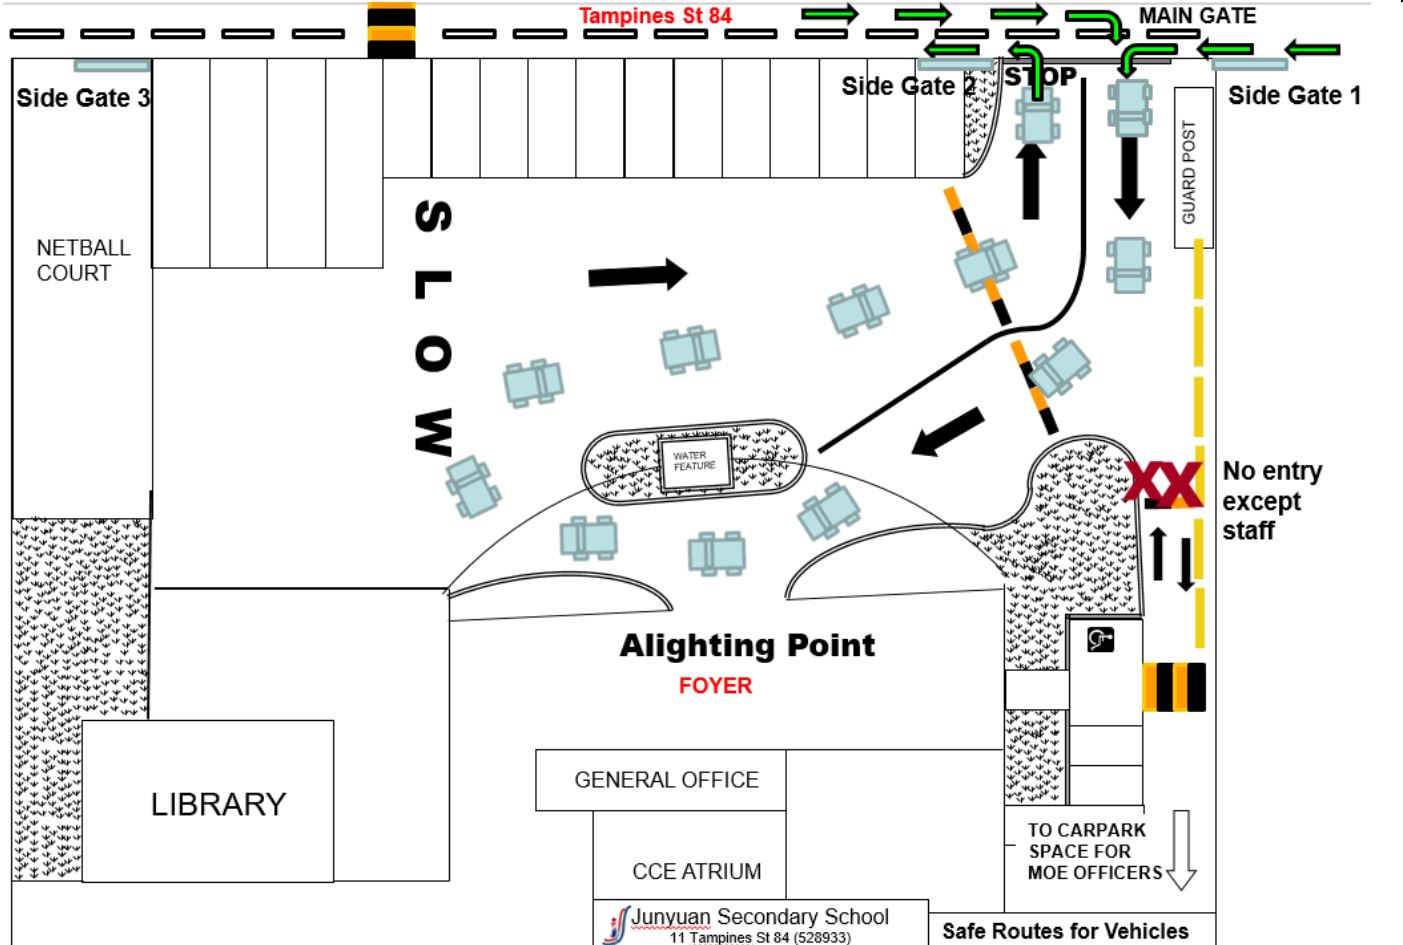 Tampines St 84
MAIN GATE
Side Gate 3
Side Gate 2
STOP
Side Gate 1
GUARD POST
NETBALL
COURT
SLOW
WATER
FEATURE
XX
No entry
except
staff
Alighting Point
FOYER
GENERAL OFFICE
LIBRARY
CCE ATRIUM
TO CARPARK
SPACE FOR
MOE OFFICERS
Junyuan Secondary School
11 Tampines St 84 (528933)
Safe Routes for Vehicles